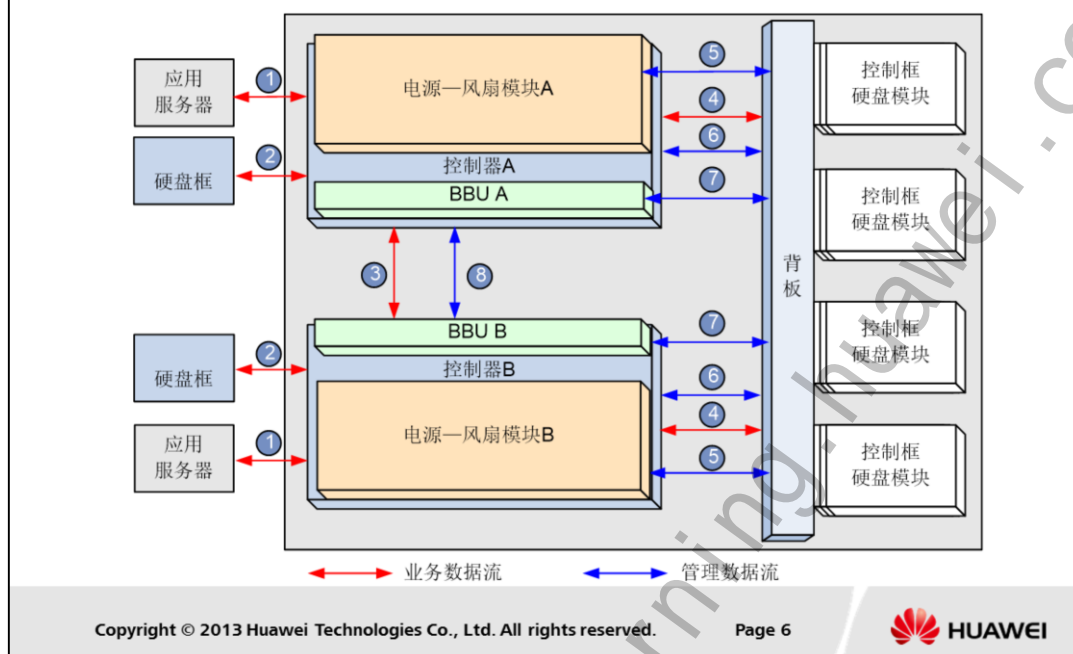 应用
服务器
1
硬盘框
2
电源—风扇模块A
控制器A
BBU A
5
4
6
7
控制框
硬盘模块
控制框
硬盘模块
3
8
背
板
BBU B
控制器B
电源—风扇模块B
7
6
4
5
硬盘框
2
应用
服务器
1
控制框
硬盘模块
控制框
硬盘模块
业务数据流
管理数据流
rning.huawei.co
Copyright © 2013 Huawei Technologies Co., Ltd. All rights reserved.
Page 6
HUAWEI